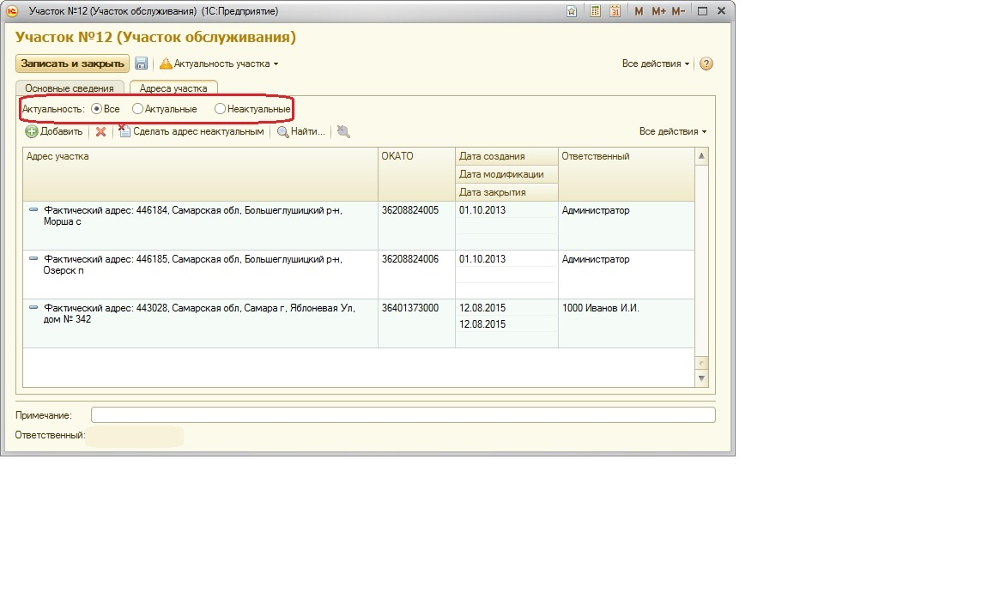 Участок №12 (Участок обслуживания) (1С:Предприятие)
31 M M+ M-
Участок №12 (Участок обслуживания)
Записать и закрыть Актуальность участка Все действия ?
Основные сведения Адреса участка
Актуальность: Все Актуальные Неактуальные
Добавить Сделать адрес неактуальным Найти... Все действия
Адрес участка ОКАТО Дата создания Ответственный
Дата модификации
Дата закрытия
Фактический адрес: 446184, Самарская обл, Большеглушицкий р-н, 36208824005 01.10.2013 Администратор
Морша с
Фактический адрес: 446185, Самарская обл, Большеглушицкий р-н, 36208824006 01.10.2013 Администратор
Озерск п
Фактический адрес: 443028, Самарская обл, Самара г, Яблоневая Ул, 36401373000 12.08.2015 1000 Иванов И.И.
дом № 342 12.08.2015
Примечание:
Ответственный: